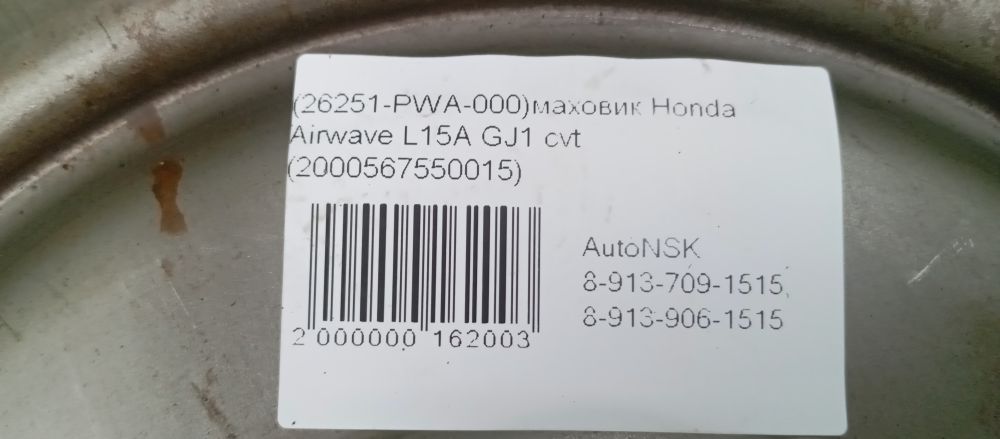 (26251-PWA-000)маховик Honda
Airwave L15A GJ1 cvt
(2000567550015)
AutoNSK
8-913-709-1515,
8-913-906-1515
2 000000 162003